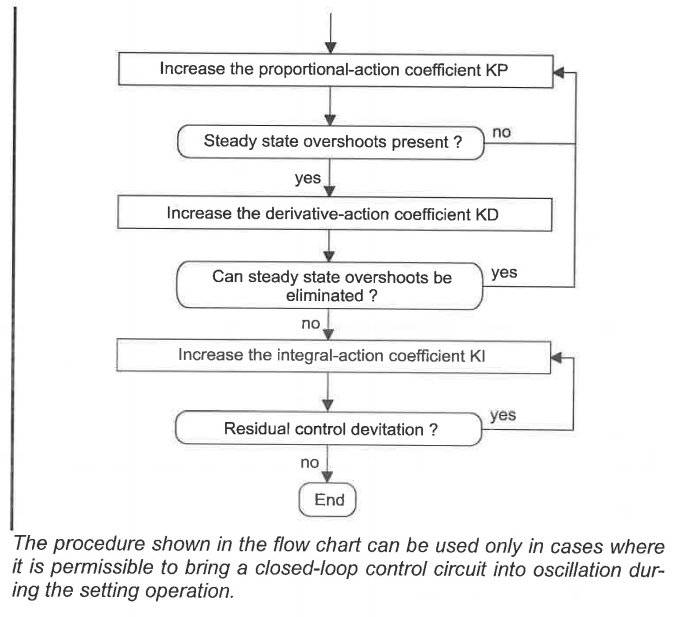 Increase the proportional-action coefficient KP
Steady state overshoots present ?
no
yes
Increase the derivative-action coefficient KD
Can steady state overshoots be
eliminated ?
yes
no
Increase the integral-action coefficient KI
Residual control devitation ?
yes
no
End
The procedure shown in the flow chart can be used only in cases where
it is permissible to bring a closed-loop control circuit into oscillation dur-
ing the setting operation.